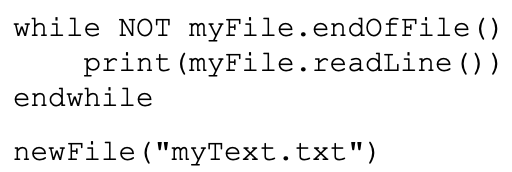 while NOT myFile.endOfFile()
    print(myFile.readLine())
endwhile
newFile("myText.txt")